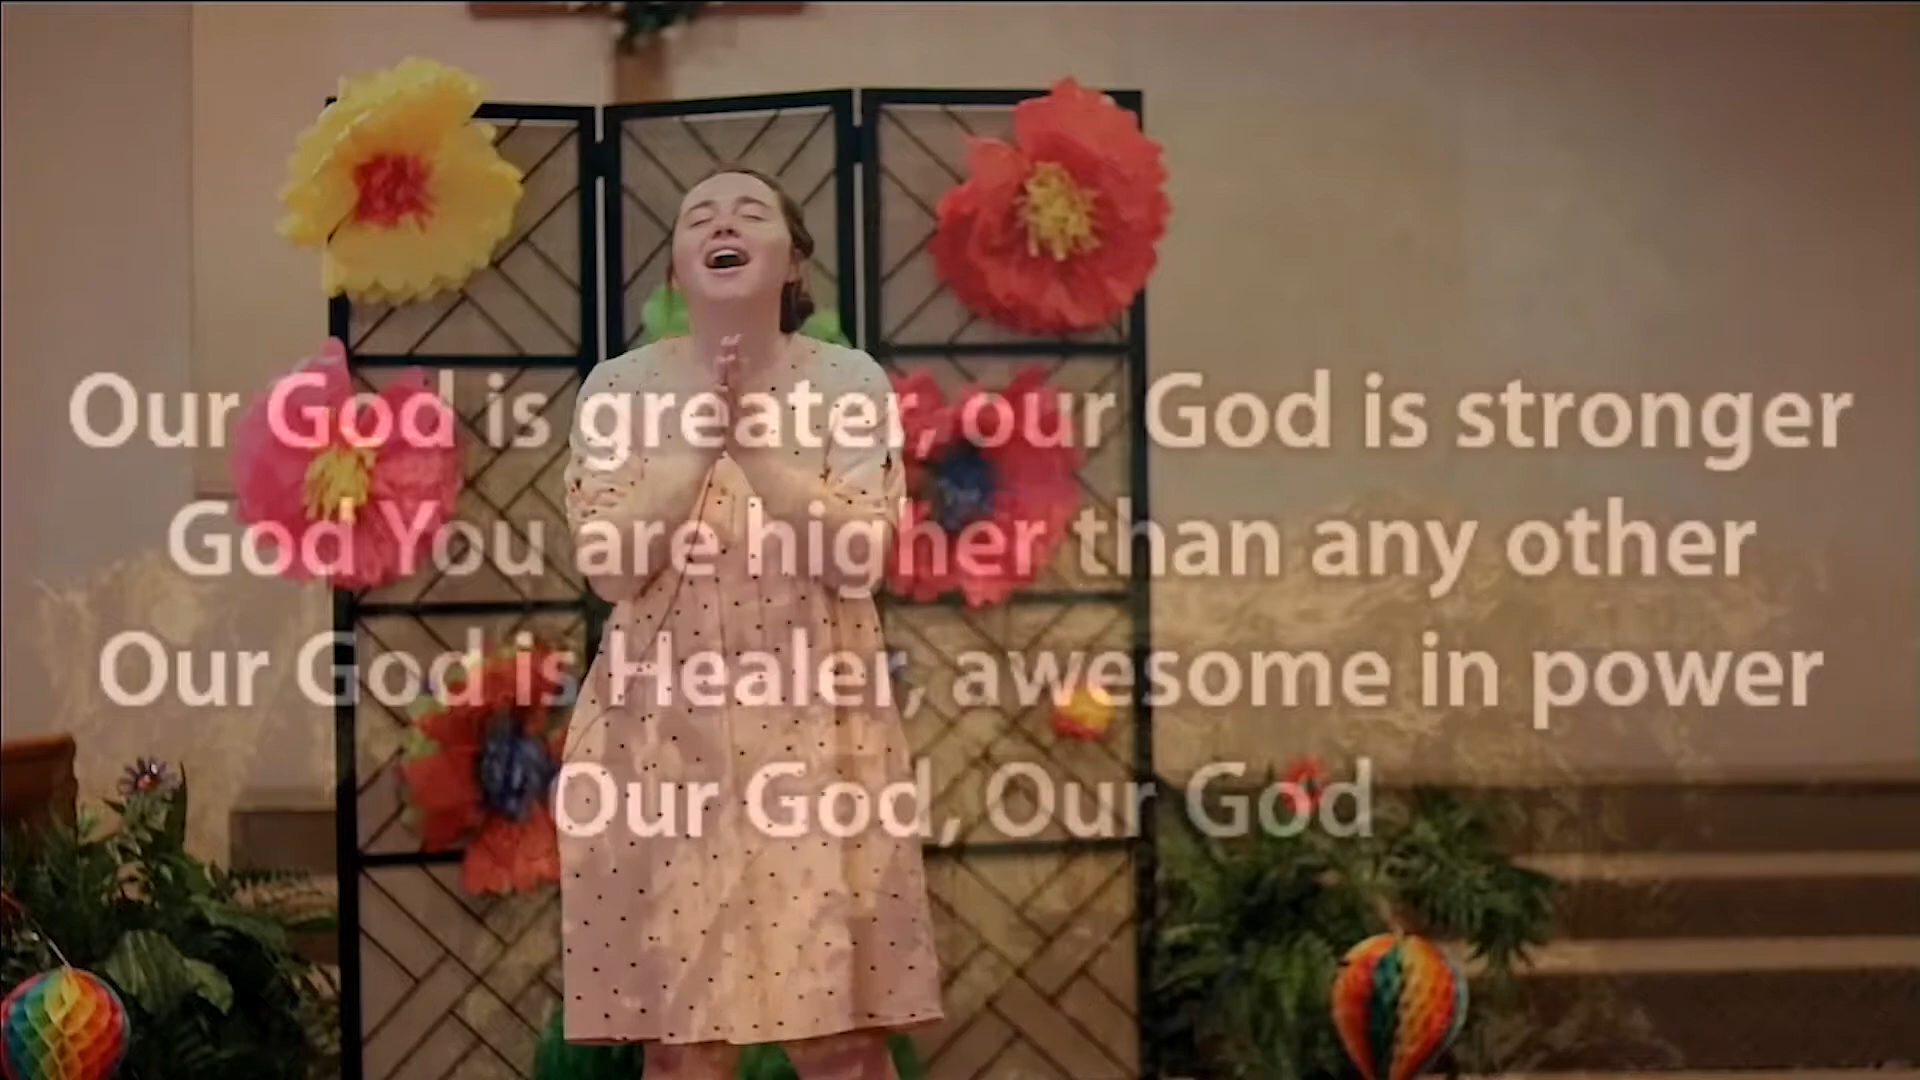 Our God is greater, our God is stronger
God You are higher than any other
Our God is Healer, awesome in power
Our God, Our God